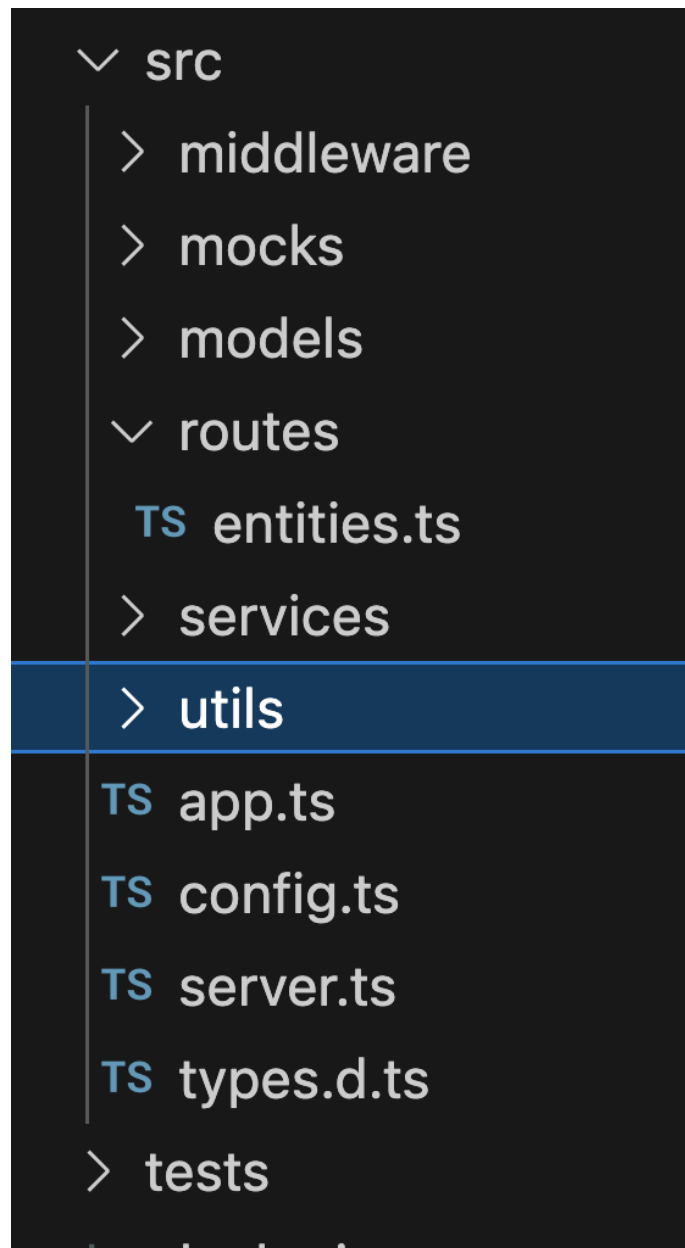 src
middleware
mocks
models
routes
TS entities.ts
services
utils
TS app.ts
TS config.ts
TS server.ts
TS types.d.ts
tests